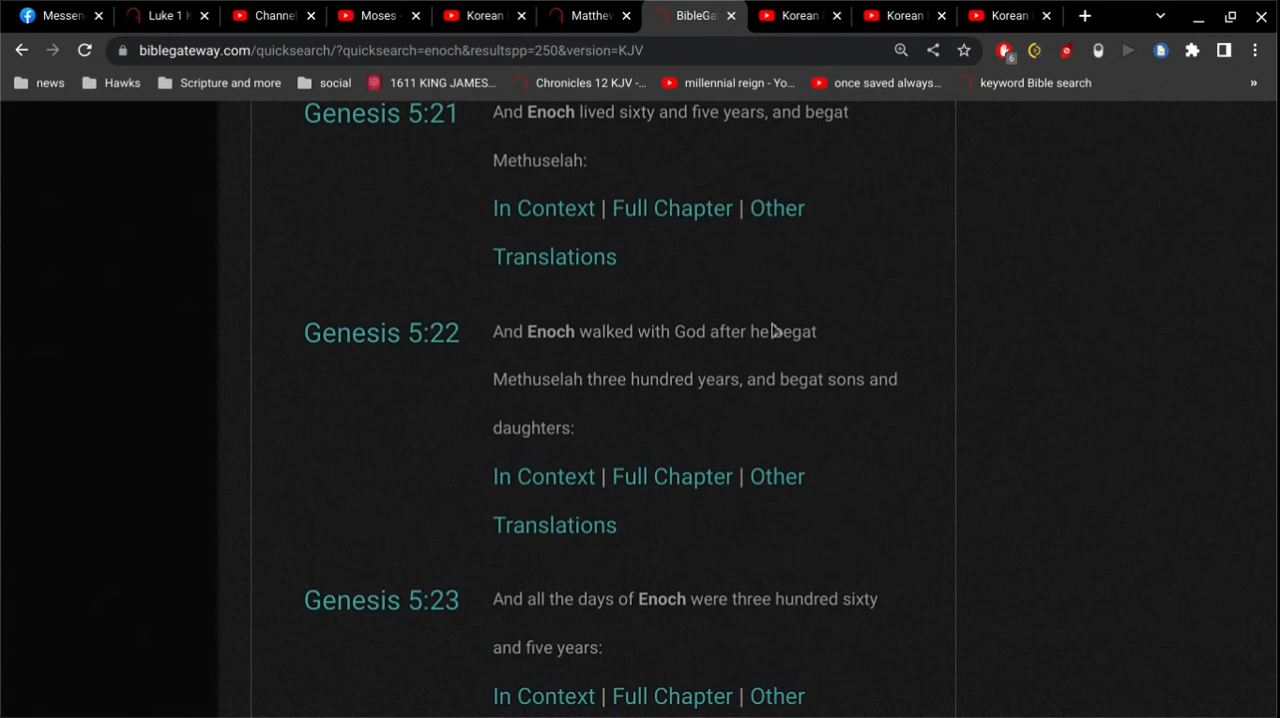 Messen
Luke 1 K
Channel
Moses -
Korean
Matthew
BibleGat
Korean
Korean
Korean
biblegateway.com/quicksearch/?quicksearch=enoch&resultspp=250&version=KJV
6
news
Hawks
Scripture and more
social
1611 KING JAMES...
Chronicles 12 KJV -...
millennial reign - Yo...
once saved always...
keyword Bible search
»
Genesis 5:21
And Enoch lived sixty and five years, and begat
Methuselah:
In Context | Full Chapter | Other
Translations
Genesis 5:22
And Enoch walked with God after he begat
Methuselah three hundred years, and begat sons and
daughters:
In Context | Full Chapter | Other
Translations
Genesis 5:23
And all the days of Enoch were three hundred sixty
and five years:
In Context | Full Chapter | Other